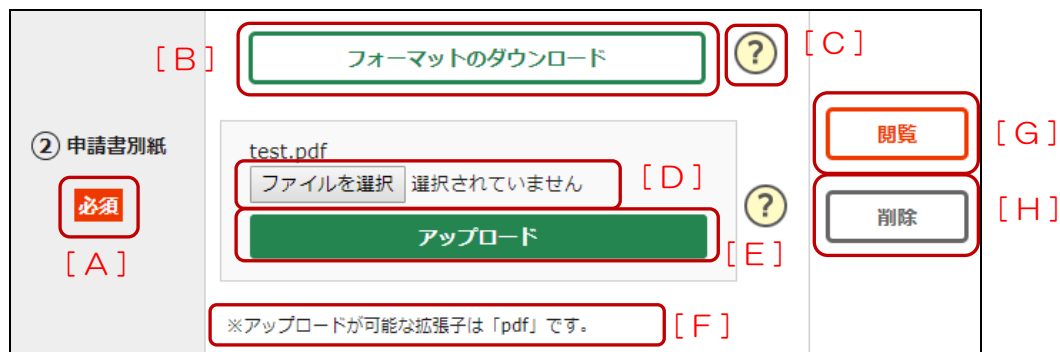 [B]
フォーマットのダウンロード
?
[C]
② 申請書別紙
必須
[A]
test.pdf
ファイルを選択 選択されていません
[D]
アップロード
[E]
?
閲覧
[G]
削除
[H]
※アップロードが可能な拡張子は「pdf」です。
[F]